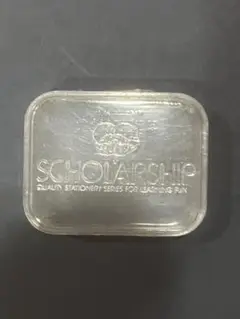 SCHOLARSHIP
QUALITY STATIONERY SERIES FOR LEARNING FUN